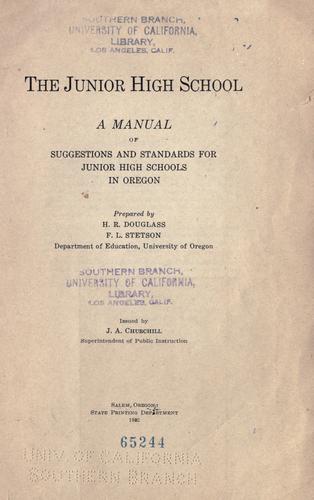 SOUTHERN BRANCH,
UNIVERSITY OF CALIFORNIA,
LIBRARY,
LOS ANGELES, CALIF.
THE JUNIOR HIGH SCHOOL
A MANUAL
OF
SUGGESTIONS AND STANDARDS FOR
JUNIOR HIGH SCHOOLS
IN OREGON
Prepared by
H. R. DOUGLASS
F. L. STETSON
Department of Education, University of Oregon
SOUTHERN BRANCH,
UNIVERSITY OF CALIFORNIA,
LIBRARY,
LOS ANGELES, CALIF.
Issued by
J. A. CHURCHILL
Superintendent of Public Instruction
SALEM, OREGON:
STATE PRINTING DEPARTMENT
65244
UNIV. OF CALIFORNIA
SOUTHERN BRANCH